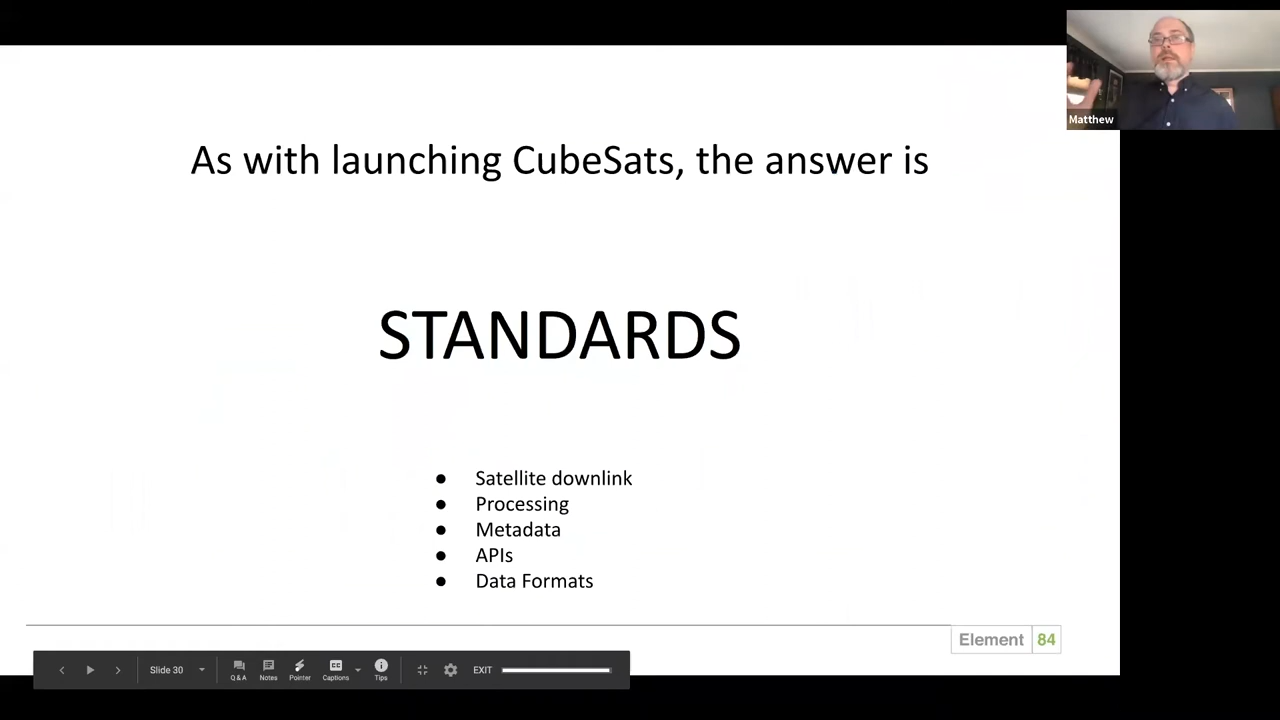 Matthew
As with launching CubeSats, the answer is
STANDARDS
● Satellite downlink
● Processing
● Metadata
● APIs
● Data Formats
Element 84
Slide 30
Q & A
Notes
Pointer
Captions
Tips
EXIT